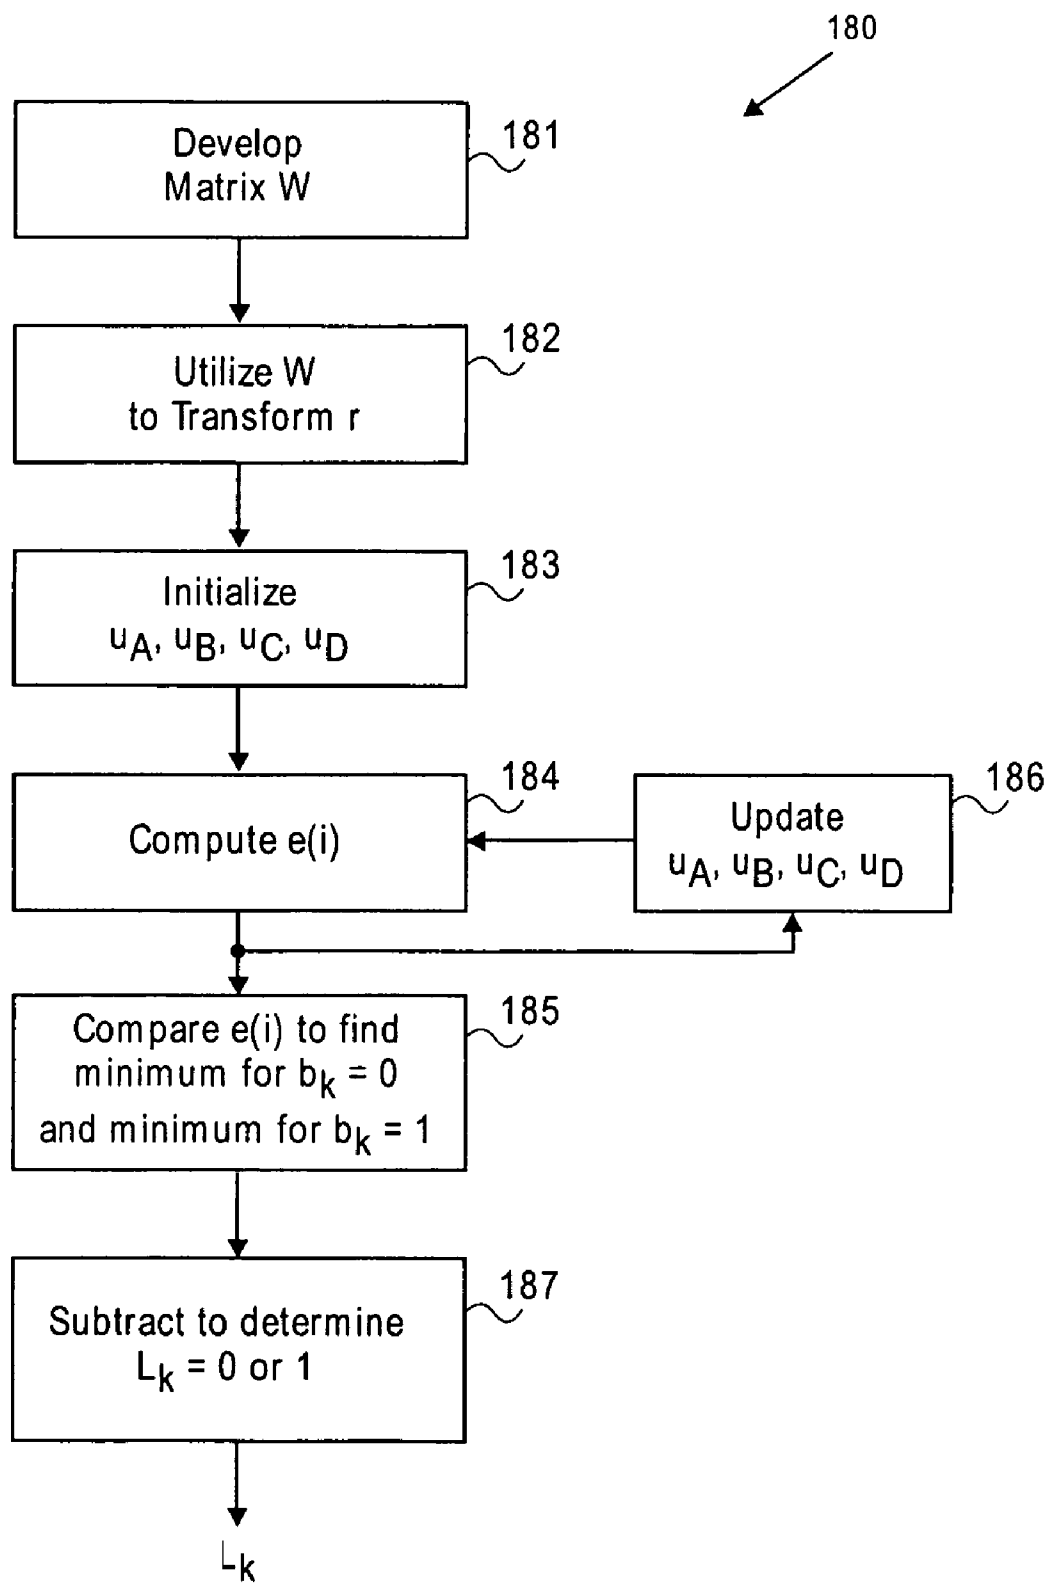 180
Develop
Matrix W
181
Utilize W
to Transform r
182
Initialize
uA, uB, uC, uD
183
Compute e(i)
184
Update
uA, uB, uC, uD
186
Compare e(i) to find
minimum for bk = 0
and minimum for bk = 1
185
Subtract to determine
Lk = 0 or 1
187
Lk